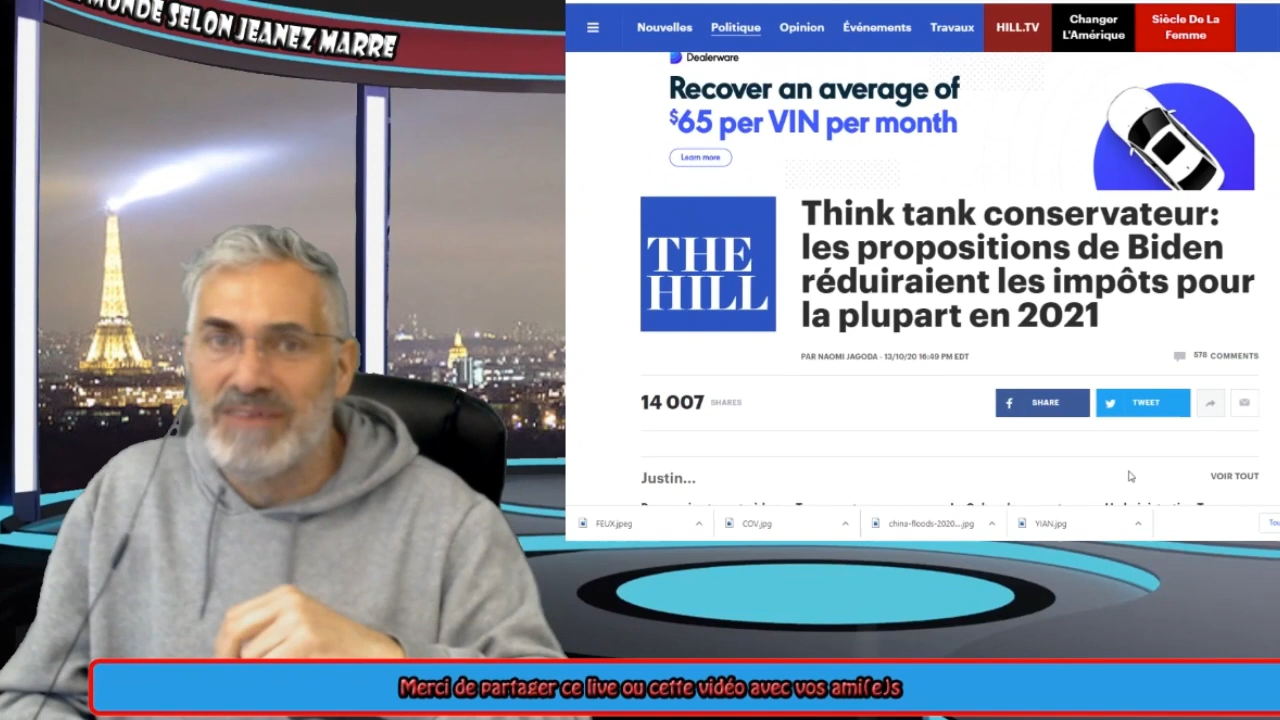 MONDE SELON JEANEZ MARRE
Nouvelles Politique Opinion Événements Travaux HILL.TV Changer L'Amérique Siècle De La Femme
Dealerware
Recover an average of
$65 per VIN per month
Learn more
THE
HILL
Think tank conservateur:
les propositions de Biden
réduiraient les impôts pour
la plupart en 2021
PAR NAOMI JAGODA - 13/10/20 16:49 PM EDT
578 COMMENTS
14 007 SHARES
SHARE
TWEET
Justin...
VOIR TOUT
FEUX.jpeg
COV.jpg
china-floods-2020....jpg
YIAN.jpg
Merci de partager ce live ou cette vidéo avec vos ami(e)s